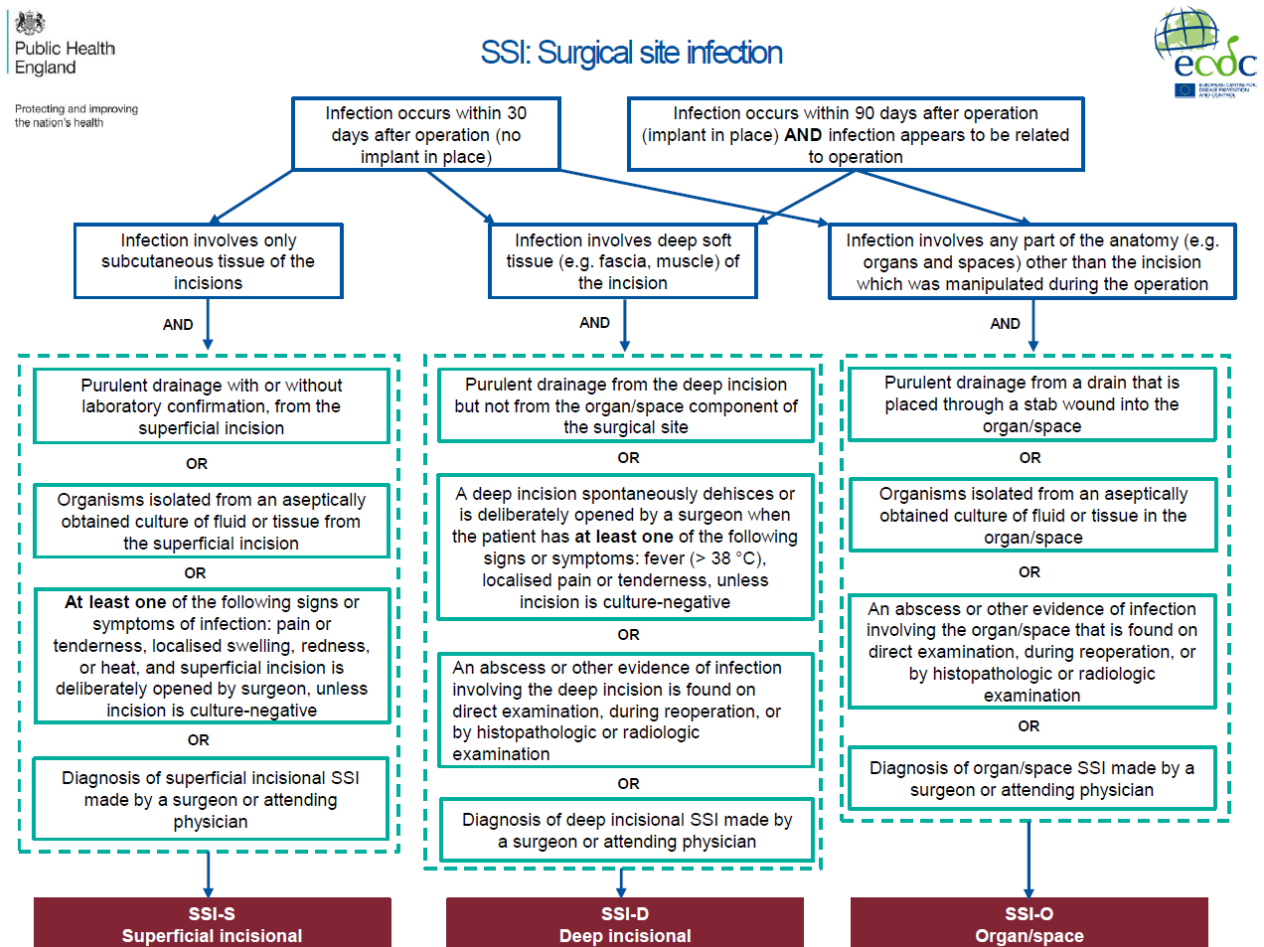 Public Health
England
Protecting and improving
the nation's health
SSI: Surgical site infection
ecdc
EUROPEAN CENTRE FOR
DISEASE PREVENTION
AND CONTROL
Infection occurs within 30
days after operation (no
implant in place)
Infection occurs within 90 days after operation
(implant in place) AND infection appears to be related
to operation
Infection involves only
subcutaneous tissue of the
incisions
AND
Purulent drainage with or without
laboratory confirmation, from the
superficial incision
OR
Organisms isolated from an aseptically
obtained culture of fluid or tissue from
the superficial incision
OR
At least one of the following signs or
symptoms of infection: pain or
tenderness, localised swelling, redness,
or heat, and superficial incision is
deliberately opened by surgeon, unless
incision is culture-negative
OR
Diagnosis of superficial incisional SSI
made by a surgeon or attending
physician
SSI-S
Superficial incisional
Infection involves deep soft
tissue (e.g. fascia, muscle) of
the incision
AND
Purulent drainage from the deep incision
but not from the organ/space component of
the surgical site
OR
A deep incision spontaneously dehisces or
is deliberately opened by a surgeon when
the patient has at least one of the following
signs or symptoms: fever (> 38 °C),
localised pain or tenderness, unless
incision is culture-negative
OR
An abscess or other evidence of infection
involving the deep incision is found on
direct examination, during reoperation, or
by histopathologic or radiologic
examination
OR
Diagnosis of deep incisional SSI made by
a surgeon or attending physician
SSI-D
Deep incisional
Infection involves any part of the anatomy (e.g.
organs and spaces) other than the incision
which was manipulated during the operation
AND
Purulent drainage from a drain that is
placed through a stab wound into the
organ/space
OR
Organisms isolated from an aseptically
obtained culture of fluid or tissue in the
organ/space
OR
An abscess or other evidence of infection
involving the organ/space that is found on
direct examination, during reoperation, or
by histopathologic or radiologic
examination
OR
Diagnosis of organ/space SSI made by a
surgeon or attending physician
SSI-O
Organ/space